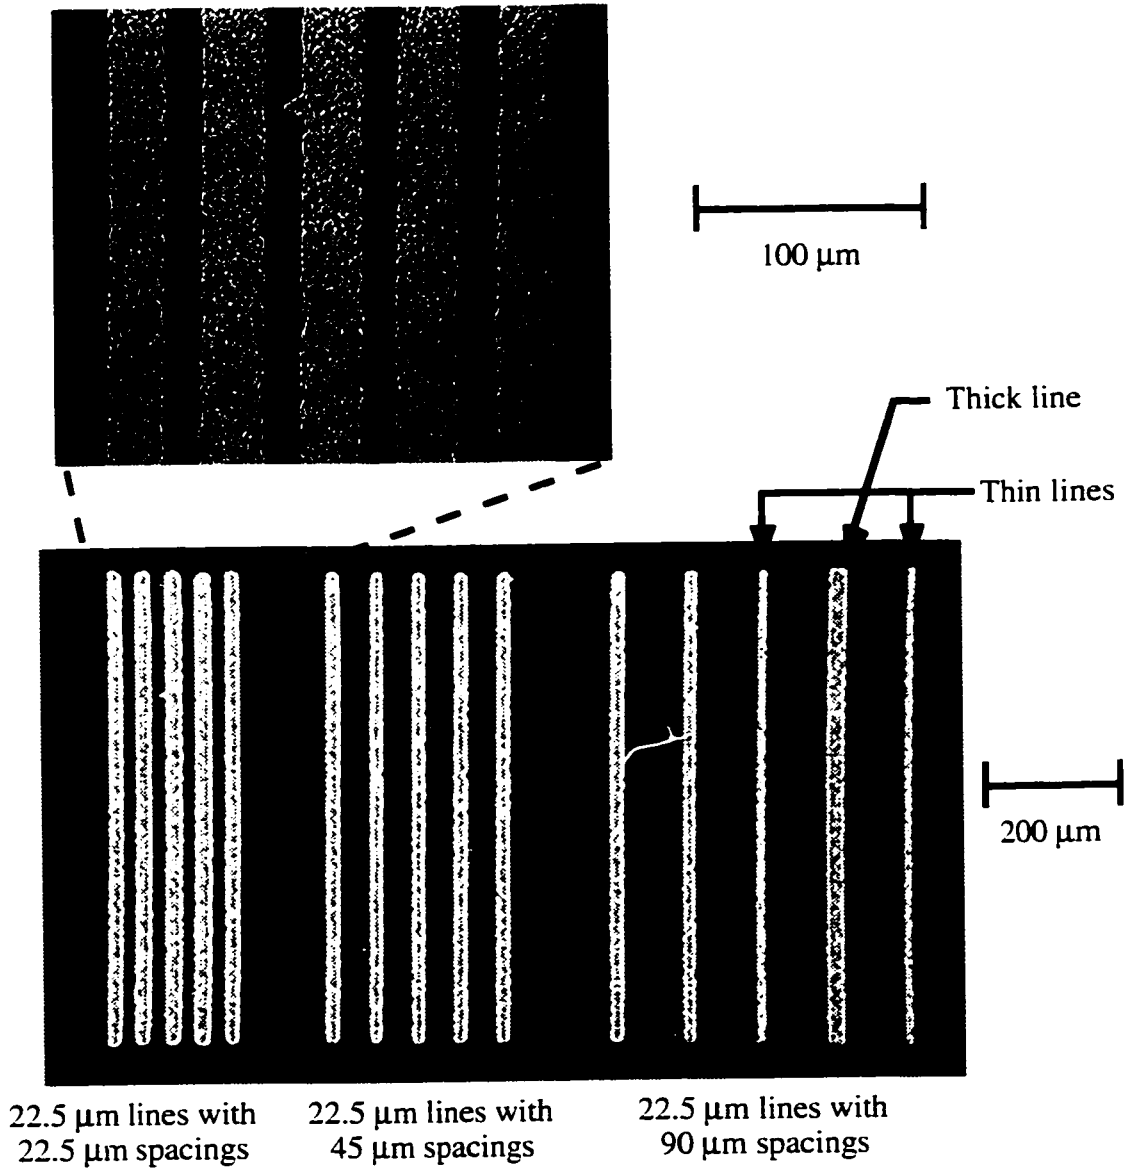 100 μm
Thick line
Thin lines
200 μm
22.5 μm lines with
22.5 μm spacings
22.5 μm lines with
45 μm spacings
22.5 μm lines with
90 μm spacings